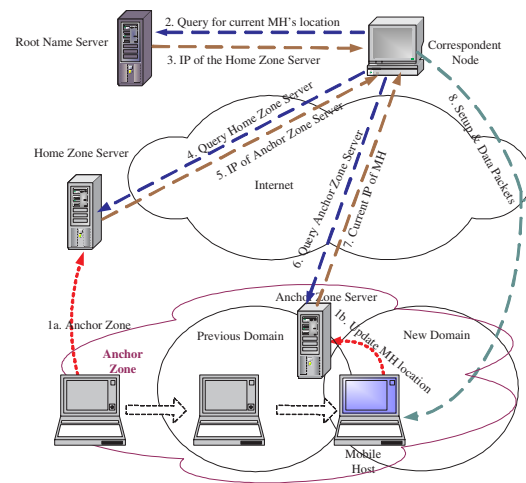 2. Query for current MH's location
Root Name Server
3. IP of the Home Zone Server
Correspondent
Node
4. Query Home Zone Server
5. IP of Anchor Zone Server
8. Setup & Data Packets
Home Zone Server
Internet
6. Query Anchor Zone Server
7. Current IP of MH
Anchor Zone Server
1a. Anchor Zone
Previous Domain
1b. Update MH location
New Domain
Anchor
Zone
Mobile
Host